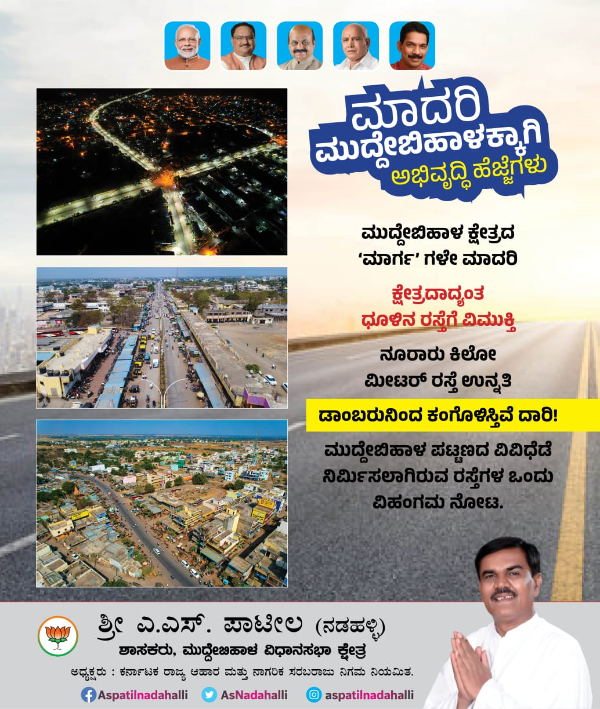 ಮಾದರಿ
ಮುದ್ದೇಬಿಹಾಳಕ್ಕಾಗಿ
ಅಭಿವೃದ್ಧಿ ಹೆಜ್ಜೆಗಳು
ಮುದ್ದೇಬಿಹಾಳ ಕ್ಷೇತ್ರದ
‘ಮಾರ್ಗ’ ಗಳೇ ಮಾದರಿ
ಕ್ಷೇತ್ರದಾದ್ಯಂತ
ಧೂಳಿನ ರಸ್ತೆಗೆ ವಿಮುಕ್ತಿ
ನೂರಾರು ಕಿಲೋ
ಮೀಟರ್ ರಸ್ತೆ ಉನ್ನತಿ
ಡಾಂಬರುನಿಂದ ಕಂಗೊಳಿಸ್ತಿವೆ ದಾರಿ!
ಮುದ್ದೇಬಿಹಾಳ ಪಟ್ಟಣದ ವಿವಿಧೆಡೆ
ನಿರ್ಮಿಸಲಾಗಿರುವ ರಸ್ತೆಗಳ ಒಂದು
ವಿಹಂಗಮ ನೋಟ.
ಶ್ರೀ ಎ.ಎಸ್. ಪಾಟೀಲ (ನಡಹಳ್ಳಿ)
ಶಾಸಕರು, ಮುದ್ದೇಬಿಹಾಳ ವಿಧಾನಸಭಾ ಕ್ಷೇತ್ರ
ಅಧ್ಯಕ್ಷರು : ಕರ್ನಾಟಕ ರಾಜ್ಯ ಆಹಾರ ಮತ್ತು ನಾಗರಿಕ ಸರಬರಾಜು ನಿಗಮ ನಿಯಮಿತ.
Aspatilnadahalli AsNadahalli aspatilnadahalli